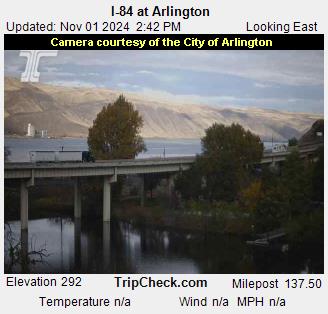 I-84 at Arlington
Updated: Nov 01 2024 2:42 PM Looking East
Camera courtesy of the City of Arlington
Elevation 292 TripCheck.com Milepost 137.50
Temperature n/a Wind n/a MPH n/a